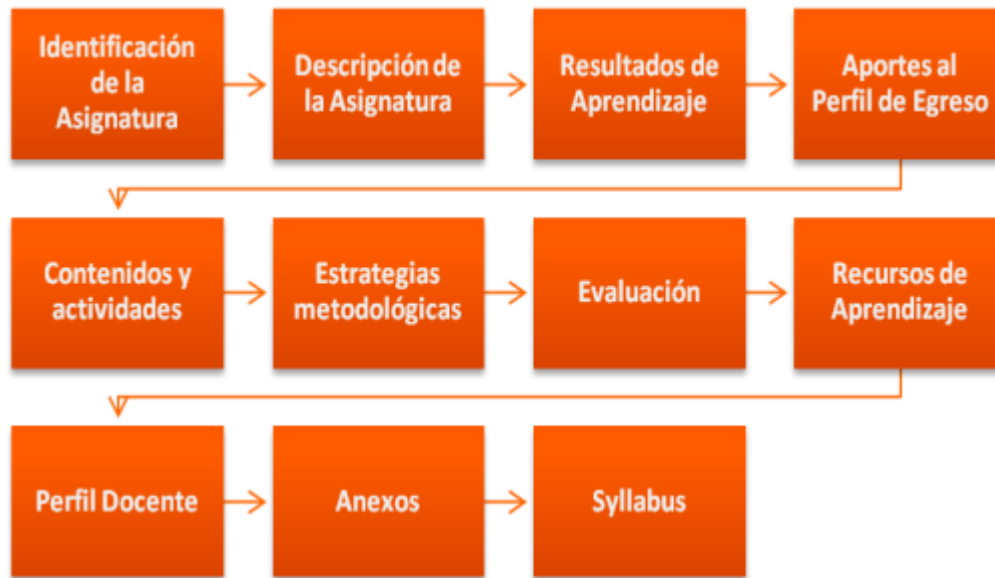 Identificación
de la
Asignatura
Descripción de
la Asignatura
Resultados de
Aprendizaje
Aportes al
Perfil de Egreso
Contenidos y
actividades
Estrategias
metodológicas
Evaluación
Recursos de
Aprendizaje
Perfil Docente
Anexos
Syllabus